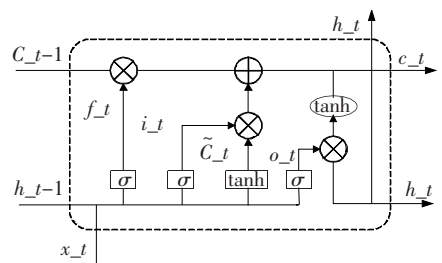 h_t
C_t-1
c_t
tanh
f_t
i_t
C̃_t
o_t
σ
σ
tanh
σ
h_t-1
h_t
x_t